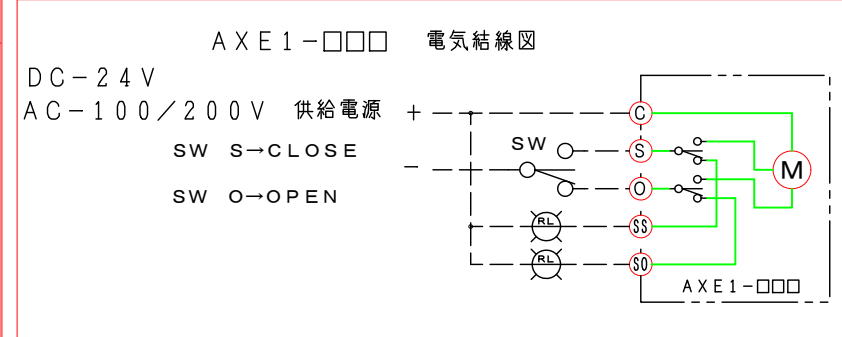 AXE1-□□□ 電気結線図
DC-24V
AC-100/200V 供給電源 +
-
SW S→CLOSE
SW O→OPEN
SW
C
S
O
SS
SO
M
RL
RL
AXE1-□□□